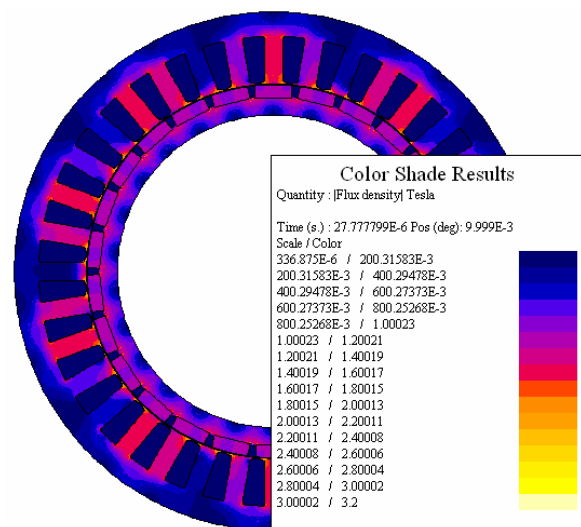 Color Shade Results
Quantity : |Flux density| Tesla
Time (s.) : 27.777799E-6 Pos (deg): 9.999E-3
Scale / Color
336.875E-6 / 200.31583E-3
200.31583E-3 / 400.29478E-3
400.29478E-3 / 600.27373E-3
600.27373E-3 / 800.25268E-3
800.25268E-3 / 1.00023
1.00023 / 1.20021
1.20021 / 1.40019
1.40019 / 1.60017
1.60017 / 1.80015
1.80015 / 2.00013
2.00013 / 2.20011
2.20011 / 2.40008
2.40008 / 2.60006
2.60006 / 2.80004
2.80004 / 3.00002
3.00002 / 3.2